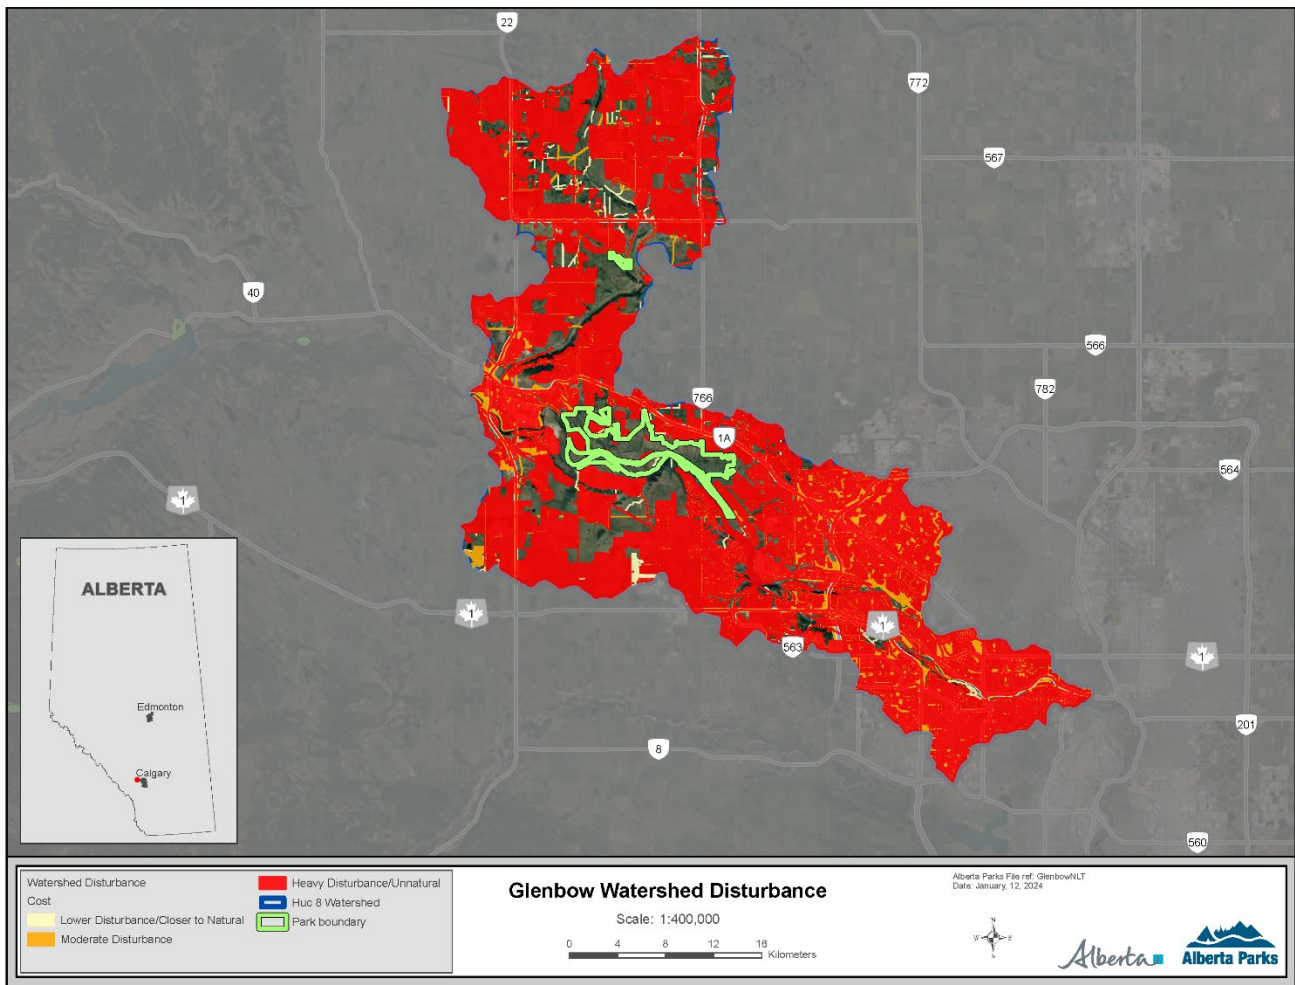 22
772
567
40
566
782
766
1A
564
1
1
1
563
1
201
8
560
ALBERTA
Edmonton
Calgary
Watershed Disturbance
Cost
Lower Disturbance/Closer to Natural
Moderate Disturbance
Heavy Disturbance/Unnatural
Huc 8 Watershed
Park boundary
Glenbow Watershed Disturbance
Scale: 1:400,000
0 4 8 12 16
Kilometers
Alberta Parks File ref: GlenbowNLT
Date: January, 12, 2024
N
W E
S
Alberta
Alberta Parks